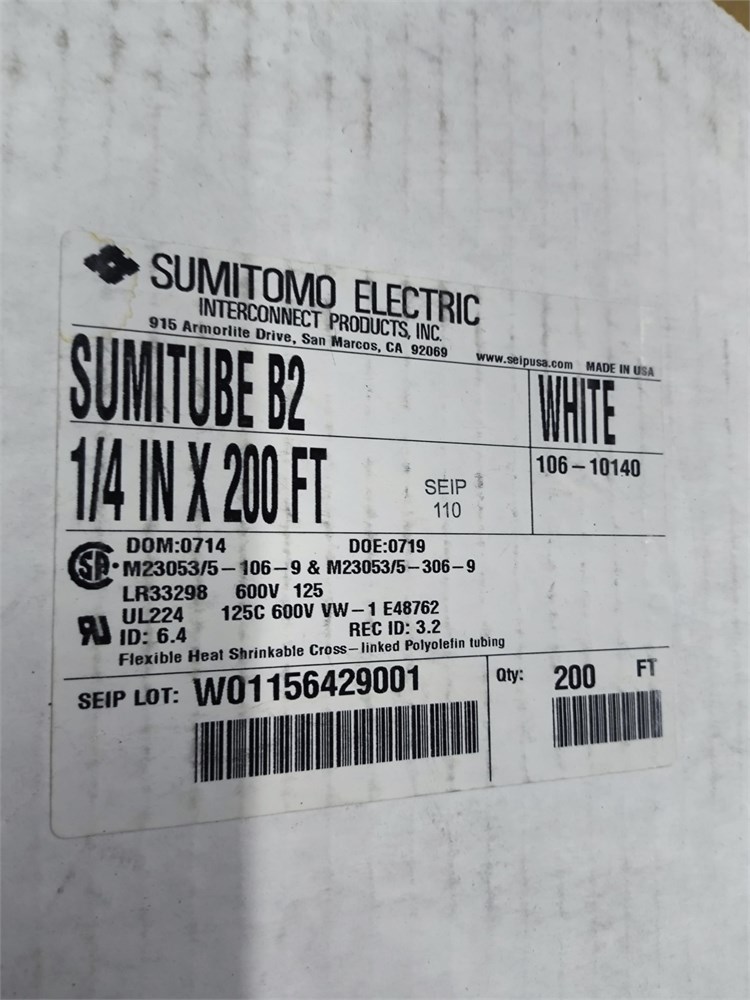 SUMITOMO ELECTRIC
INTERCONNECT PRODUCTS, INC.
915 Armorlite Drive, San Marcos, CA 92069
www.seipusa.com MADE IN USA
SUMITUBE B2
WHITE
1/4 IN X 200 FT
106-10140
SEIP
110
DOM:0714 DOE:0719
M23053/5-106-9 & M23053/5-306-9
LR33298 600V 125
UL224 125C 600V VW-1 E48762
ID: 6.4 REC ID: 3.2
Flexible Heat Shrinkable Cross-linked Polyolefin tubing
SEIP LOT: W01156429001
Qty: 200 FT